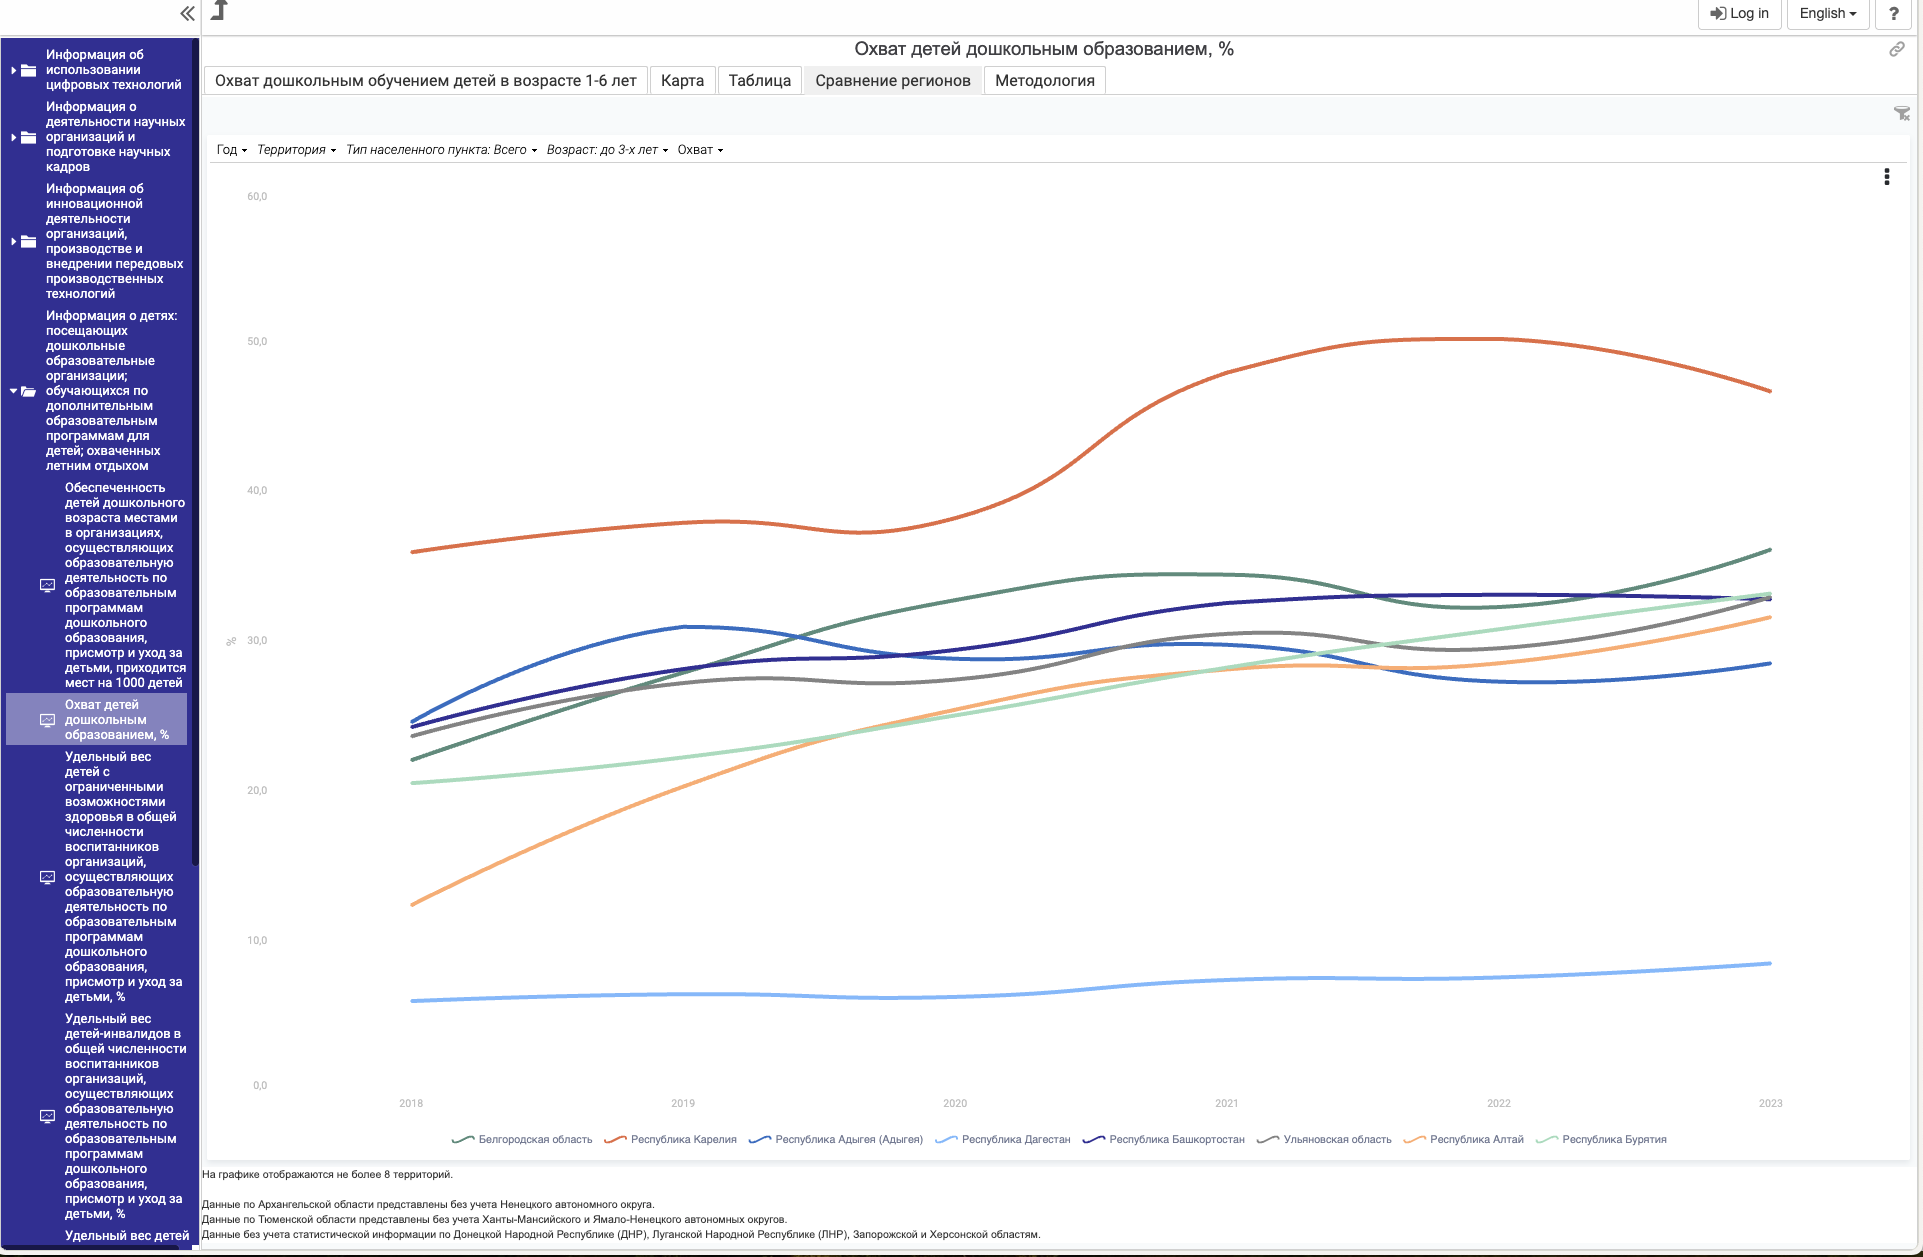 Log in
English
?
Охват детей дошкольным образованием, %
Охват дошкольным обучением детей в возрасте 1-6 лет
Карта
Таблица
Сравнение регионов
Методология
Информация об
использовании
цифровых технологий
Информация о
деятельности научных
организаций и
подготовке научных
кадров
Информация об
инновационной
деятельности
организаций,
производстве и
внедрении передовых
производственных
технологий
Информация о детях:
посещающих
дошкольные
образовательные
организации;
обучающихся по
дополнительным
образовательным
программам для
детей; охваченных
летним отдыхом
Обеспеченность
детей дошкольного
возраста местами
в организациях,
осуществляющих
образовательную
деятельность по
образовательным
программам
дошкольного
образования,
присмотр и уход за
детьми, приходится
мест на 1000 детей
Охват детей
дошкольным
образованием, %
Удельный вес
детей с
ограниченными
возможностями
здоровья в общей
численности
воспитанников
организаций,
осуществляющих
образовательную
деятельность по
образовательным
программам
дошкольного
образования,
присмотр и уход за
детьми, %
Удельный вес
детей-инвалидов в
общей численности
воспитанников
организаций,
осуществляющих
образовательную
деятельность по
образовательным
программам
дошкольного
образования,
присмотр и уход за
детьми, %
Удельный вес детей
Год
Территория
Тип населенного пункта: Всего
Возраст: до 3-х лет
Охват
60,0
50,0
40,0
%
30,0
20,0
10,0
0,0
2018
2019
2020
2021
2022
2023
Белгородская область
Республика Карелия
Республика Адыгея (Адыгея)
Республика Дагестан
Республика Башкортостан
Ульяновская область
Республика Алтай
Республика Бурятия
На графике отображаются не более 8 территорий.
Данные по Архангельской области представлены без учета Ненецкого автономного округа.
Данные по Тюменской области представлены без учета Ханты-Мансийского и Ямало-Ненецкого автономных округов.
Данные без учета статистической информации по Донецкой Народной Республике (ДНР), Луганской Народной Республике (ЛНР), Запорожской и Херсонской областям.